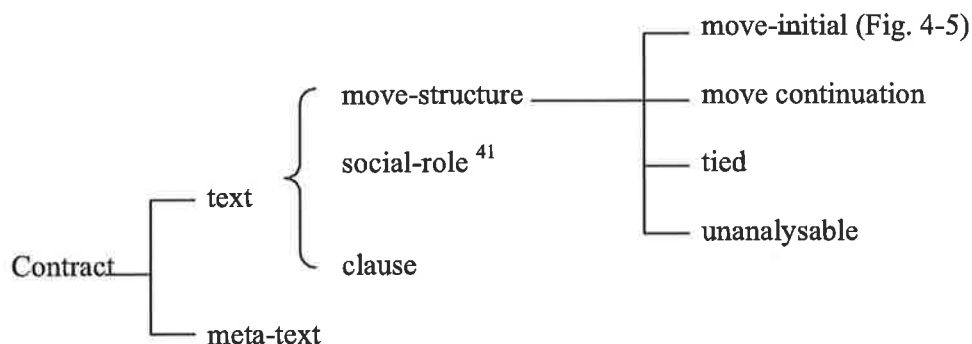 move-initial (Fig. 4-5)
move-structure
move continuation
social-role 41
tied
text
unanalysable
clause
Contract
meta-text